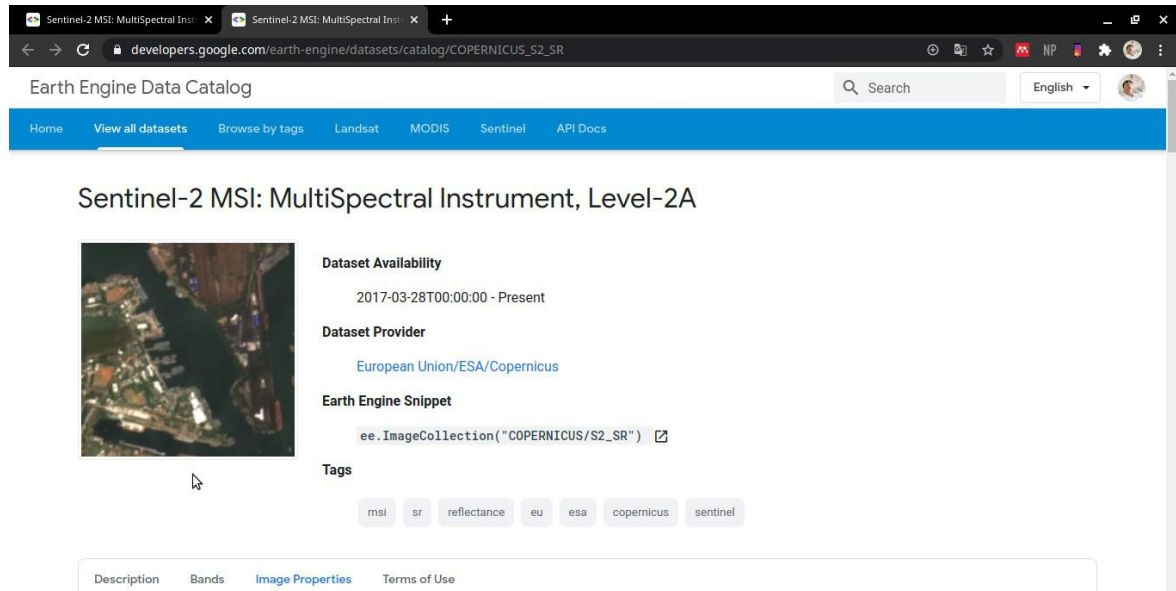 Sentinel-2 MSI: MultiSpectral Inst
Sentinel-2 MSI: MultiSpectral Inst
developers.google.com/earth-engine/datasets/catalog/COPERNICUS_S2_SR
NP
Earth Engine Data Catalog
Search
English
Home View all datasets Browse by tags Landsat MODIS Sentinel API Docs
Sentinel-2 MSI: MultiSpectral Instrument, Level-2A
Dataset Availability
2017-03-28T00:00:00 - Present
Dataset Provider
European Union/ESA/Copernicus
Earth Engine Snippet
ee.ImageCollection("COPERNICUS/S2_SR")
Tags
msi sr reflectance eu esa copernicus sentinel
Description Bands Image Properties Terms of Use